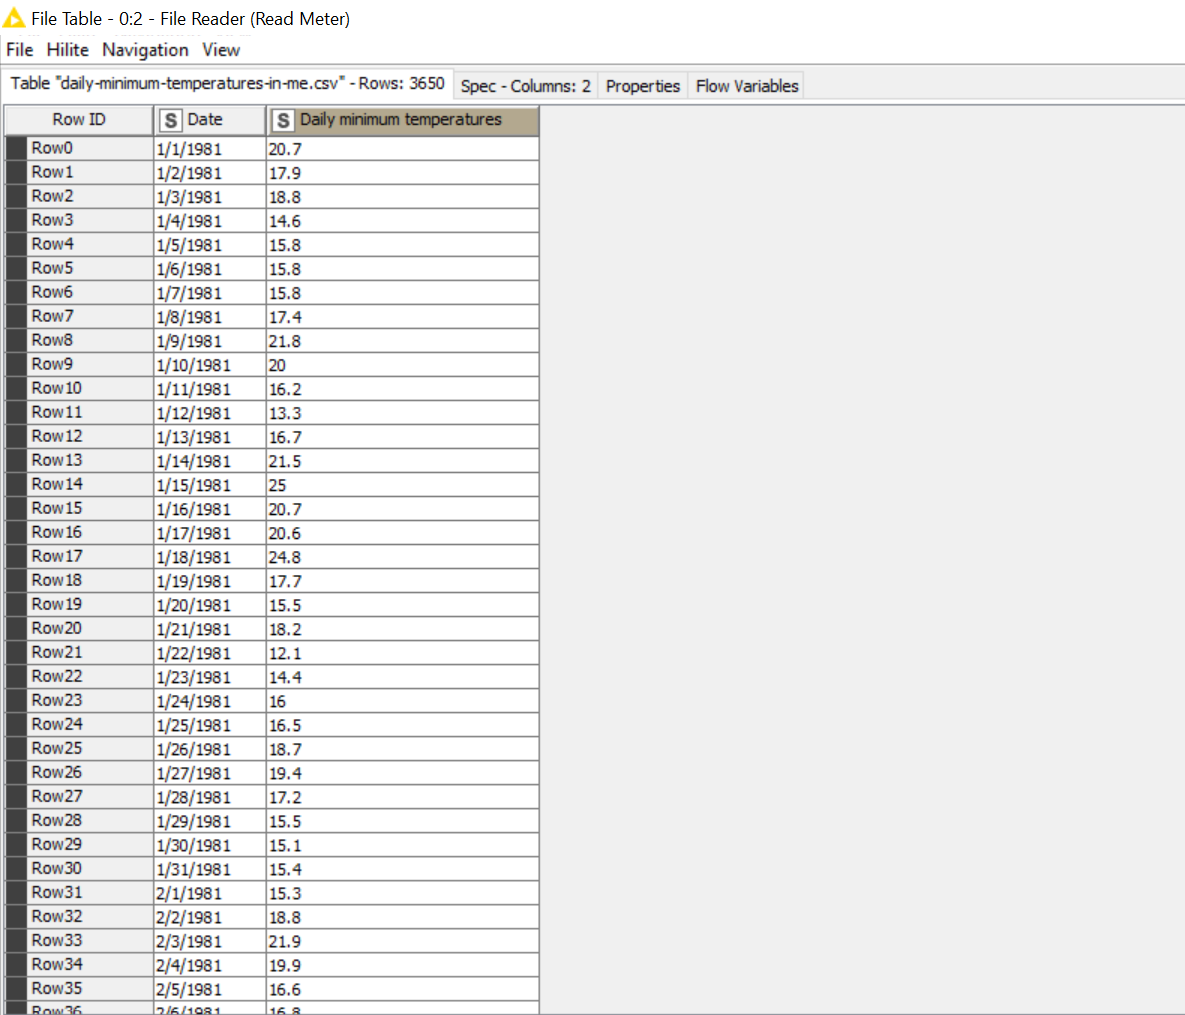 File Table - 0:2 - File Reader (Read Meter)
File Hilite Navigation View
Table "daily-minimum-temperatures-in-me.csv" - Rows: 3650 Spec - Columns: 2 Properties Flow Variables
Row ID S Date S Daily minimum temperatures
Row0 1/1/1981 20.7
Row1 1/2/1981 17.9
Row2 1/3/1981 18.8
Row3 1/4/1981 14.6
Row4 1/5/1981 15.8
Row5 1/6/1981 15.8
Row6 1/7/1981 15.8
Row7 1/8/1981 17.4
Row8 1/9/1981 21.8
Row9 1/10/1981 20
Row10 1/11/1981 16.2
Row11 1/12/1981 13.3
Row12 1/13/1981 16.7
Row13 1/14/1981 21.5
Row14 1/15/1981 25
Row15 1/16/1981 20.7
Row16 1/17/1981 20.6
Row17 1/18/1981 24.8
Row18 1/19/1981 17.7
Row19 1/20/1981 15.5
Row20 1/21/1981 18.2
Row21 1/22/1981 12.1
Row22 1/23/1981 14.4
Row23 1/24/1981 16
Row24 1/25/1981 16.5
Row25 1/26/1981 18.7
Row26 1/27/1981 19.4
Row27 1/28/1981 17.2
Row28 1/29/1981 15.5
Row29 1/30/1981 15.1
Row30 1/31/1981 15.4
Row31 2/1/1981 15.3
Row32 2/2/1981 18.8
Row33 2/3/1981 21.9
Row34 2/4/1981 19.9
Row35 2/5/1981 16.6
Row36 2/6/1981 16.8